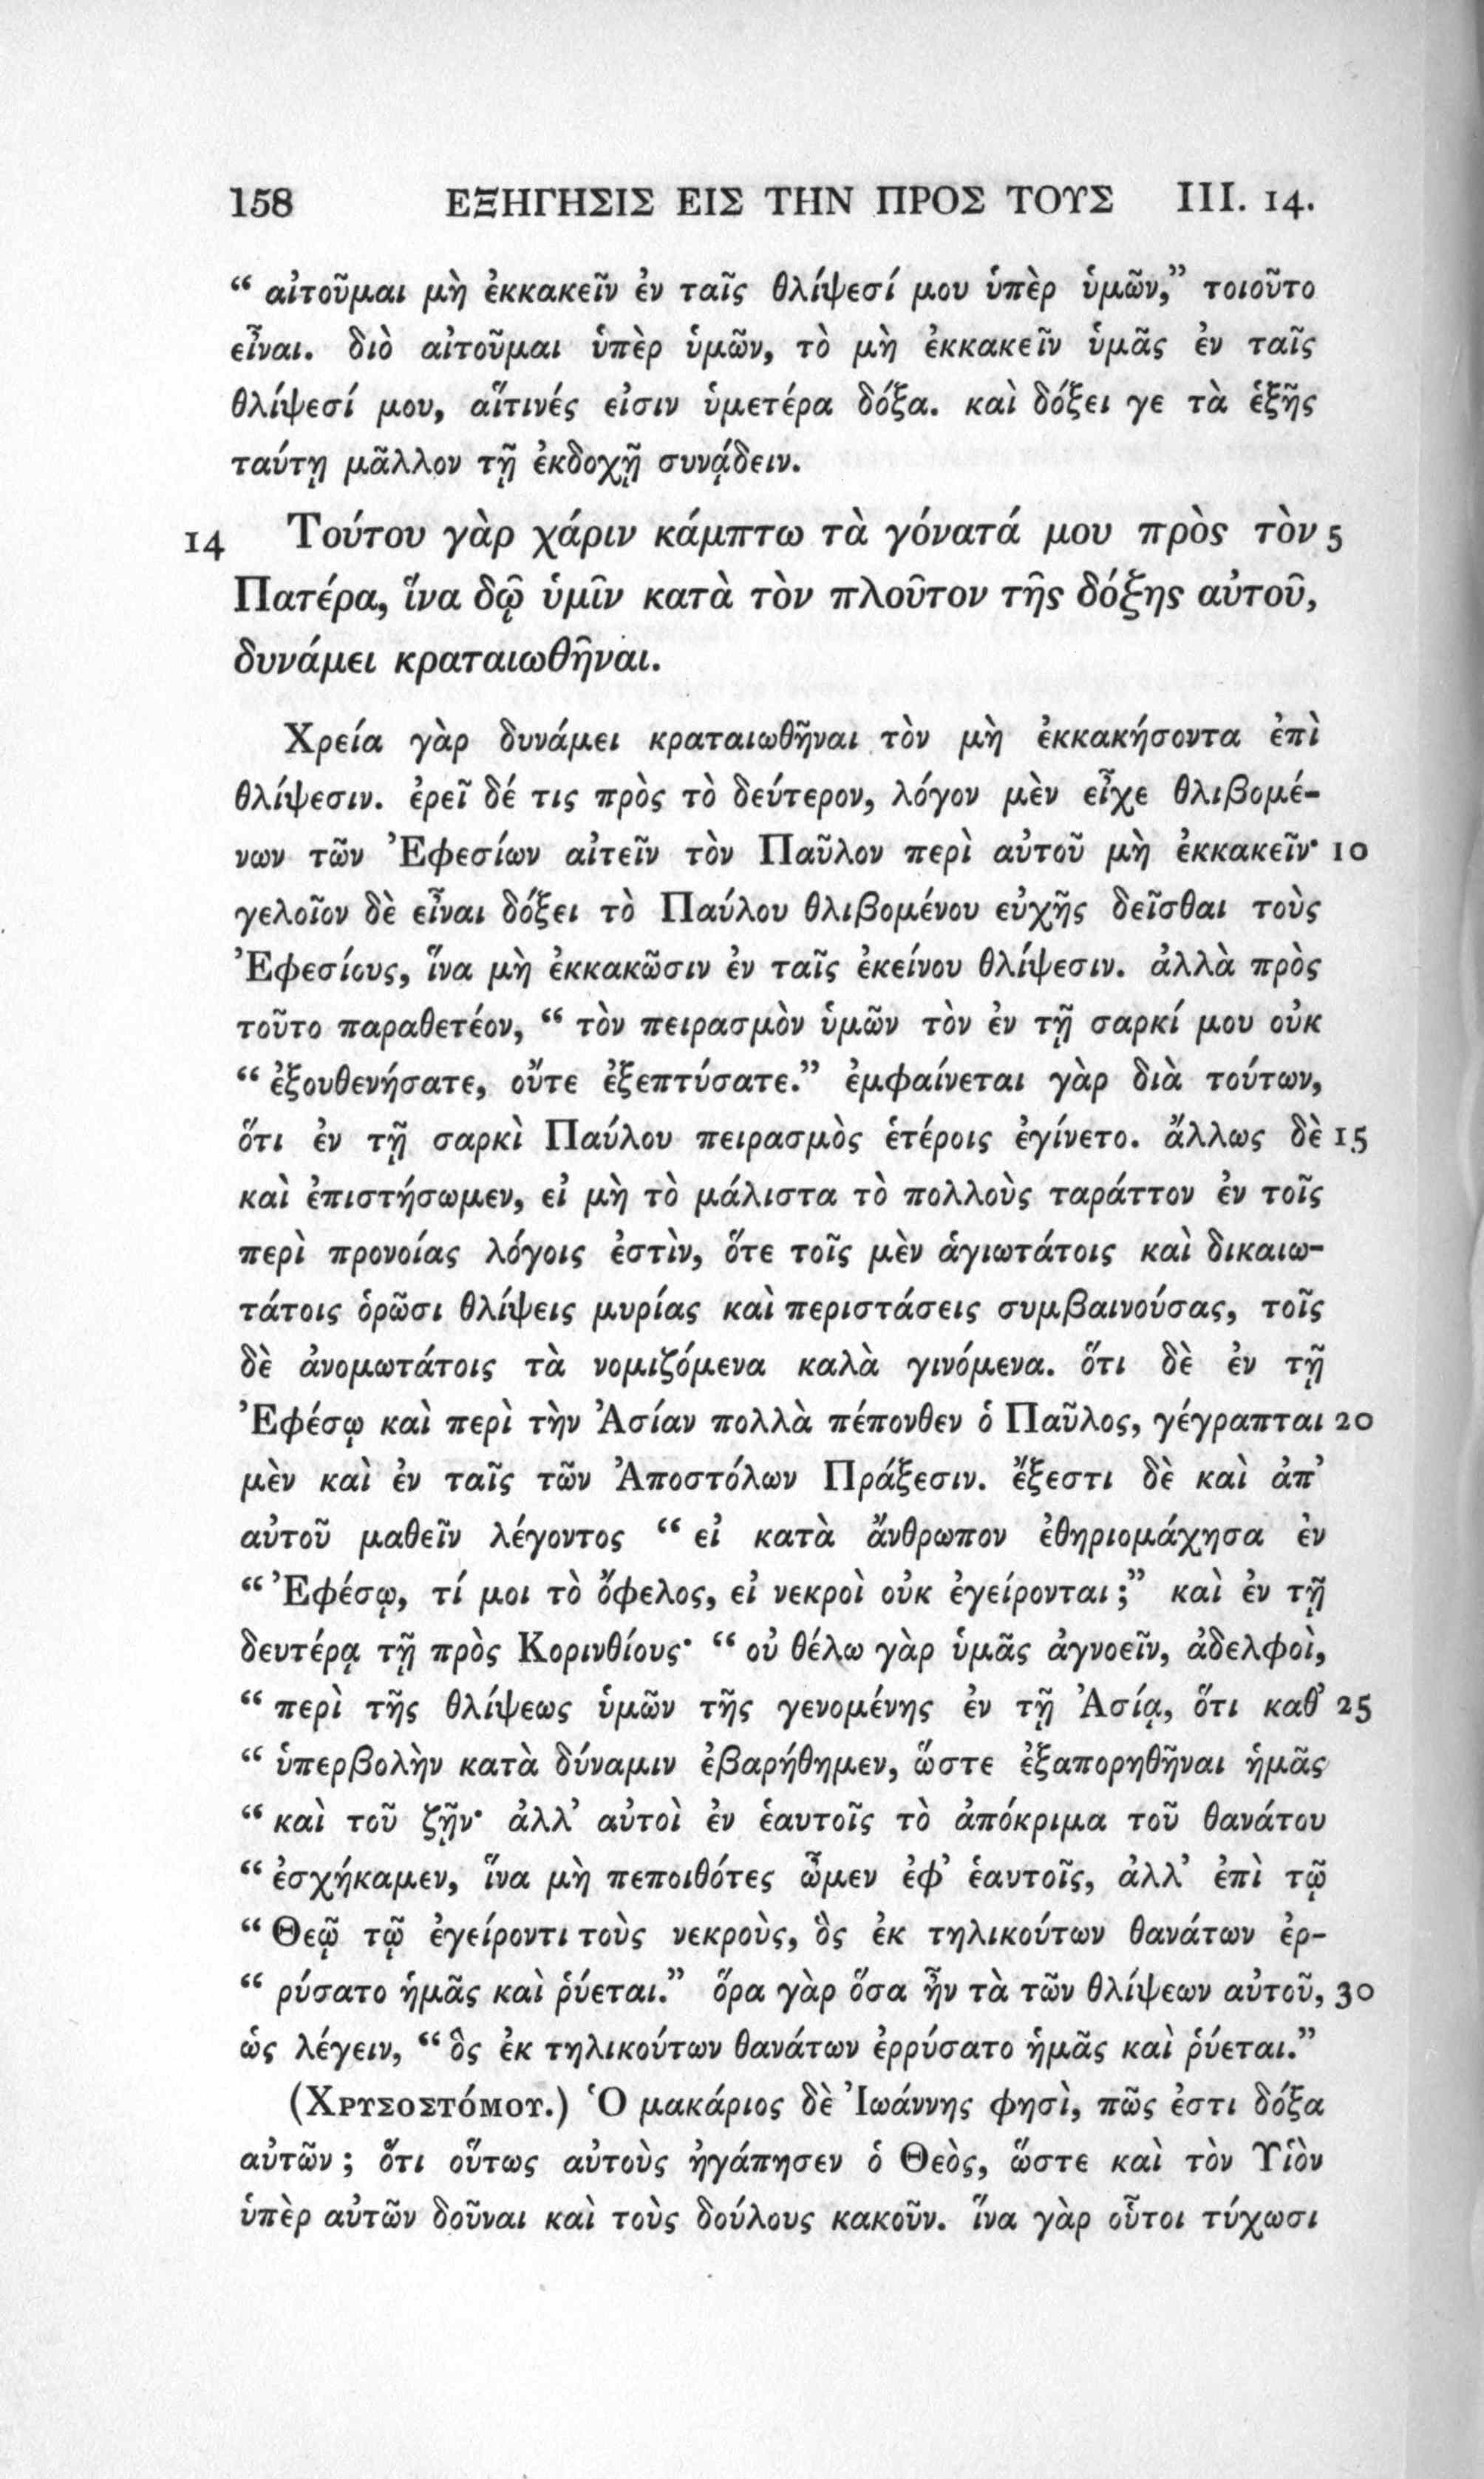 158 ΕΞΗΓΗΣΙΣ ΕΙΣ ΤΗΝ ΠΡΟΣ ΤΟΥΣ III. 14.
“ αἰτοῦμαι μὴ ἐκκακεῖν ἐν ταῖς θλίψεσί μου ὑπὲρ ὑμῶν,” τοιοῦτο
εἶναι. διὸ αἰτοῦμαι ὑπὲρ ὑμῶν, τὸ μὴ ἐκκακεῖν ὑμᾶς ἐν ταῖς
θλίψεσί μου, αἵτινές εἰσιν ὑμετέρα δόξα. καὶ δόξει γε τὰ ἑξῆς
ταύτῃ μᾶλλον τῇ ἐκδοχῇ συνᾴδειν.
14 Τούτου γὰρ χάριν κάμπτω τὰ γόνατά μου πρὸς τὸν 5
Πατέρα, ἵνα δῷ ὑμῖν κατὰ τὸν πλοῦτον τῆς δόξης αὐτοῦ,
δυνάμει κραταιωθῆναι.
Χρεία γὰρ δυνάμει κραταιωθῆναι τὸν μὴ ἐκκακήσοντα ἐπὶ
θλίψεσιν. ἐρεῖ δέ τις πρὸς τὸ δεύτερον, λόγον μὲν εἶχε θλιβομέ-
νων τῶν Ἐφεσίων αἰτεῖν τὸν Παῦλον περὶ αὐτοῦ μὴ ἐκκακεῖν· 10
γελοῖον δὲ εἶναι δόξει τὸ Παύλου θλιβομένου εὐχῆς δεῖσθαι τοὺς
Ἐφεσίους, ἵνα μὴ ἐκκακῶσιν ἐν ταῖς ἐκείνου θλίψεσιν. ἀλλὰ πρὸς
τοῦτο παραθετέον, “ τὸν πειρασμὸν ὑμῶν τὸν ἐν τῇ σαρκί μου οὐκ
“ ἐξουθενήσατε, οὔτε ἐξεπτύσατε.” ἐμφαίνεται γὰρ διὰ τούτων,
ὅτι ἐν τῇ σαρκὶ Παύλου πειρασμὸς ἑτέροις ἐγίνετο. ἄλλως δὲ 15
καὶ ἐπιστήσωμεν, εἰ μὴ τὸ μάλιστα τὸ πολλοὺς ταράττον ἐν τοῖς
περὶ προνοίας λόγοις ἐστὶν, ὅτε τοῖς μὲν ἁγιωτάτοις καὶ δικαιω-
τάτοις ὁρῶσι θλίψεις μυρίας καὶ περιστάσεις συμβαινούσας, τοῖς
δὲ ἀνομωτάτοις τὰ νομιζόμενα καλὰ γινόμενα. ὅτι δὲ ἐν τῇ
Ἐφέσῳ καὶ περὶ τὴν Ἀσίαν πολλὰ πέπονθεν ὁ Παῦλος, γέγραπται 20
μὲν καὶ ἐν ταῖς τῶν Ἀποστόλων Πράξεσιν. ἔξεστι δὲ καὶ ἀπ’
αὐτοῦ μαθεῖν λέγοντος “ εἰ κατὰ ἄνθρωπον ἐθηριομάχησα ἐν
“ Ἐφέσῳ, τί μοι τὸ ὄφελος, εἰ νεκροὶ οὐκ ἐγείρονται ;” καὶ ἐν τῇ
δευτέρᾳ τῇ πρὸς Κορινθίους· “ οὐ θέλω γὰρ ὑμᾶς ἀγνοεῖν, ἀδελφοὶ,
“ περὶ τῆς θλίψεως ὑμῶν τῆς γενομένης ἐν τῇ Ἀσίᾳ, ὅτι καθ’ 25
“ ὑπερβολὴν κατὰ δύναμιν ἐβαρήθημεν, ὥστε ἐξαπορηθῆναι ἡμᾶς
“ καὶ τοῦ ζῇν· ἀλλ’ αὐτοὶ ἐν ἑαυτοῖς τὸ ἀπόκριμα τοῦ θανάτου
“ ἐσχήκαμεν, ἵνα μὴ πεποιθότες ὦμεν ἐφ’ ἑαυτοῖς, ἀλλ’ ἐπὶ τῷ
“ Θεῷ τῷ ἐγείροντι τοὺς νεκροὺς, ὃς ἐκ τηλικούτων θανάτων ἐρ-
“ ρύσατο ἡμᾶς καὶ ῥύεται.” ὅρα γὰρ ὅσα ἦν τὰ τῶν θλίψεων αὐτοῦ, 30
ὡς λέγειν, “ ὃς ἐκ τηλικούτων θανάτων ἐρρύσατο ἡμᾶς καὶ ῥύεται.”
(Χρυσοστόμου.) Ὁ μακάριος δὲ Ἰωάννης φησὶ, πῶς ἐστι δόξα
αὐτῶν ; ὅτι οὕτως αὐτοὺς ἠγάπησεν ὁ Θεὸς, ὥστε καὶ τὸν Υἱὸν
ὑπὲρ αὐτῶν δοῦναι καὶ τοὺς δούλους κακοῦν. ἵνα γὰρ οὗτοι τύχωσι